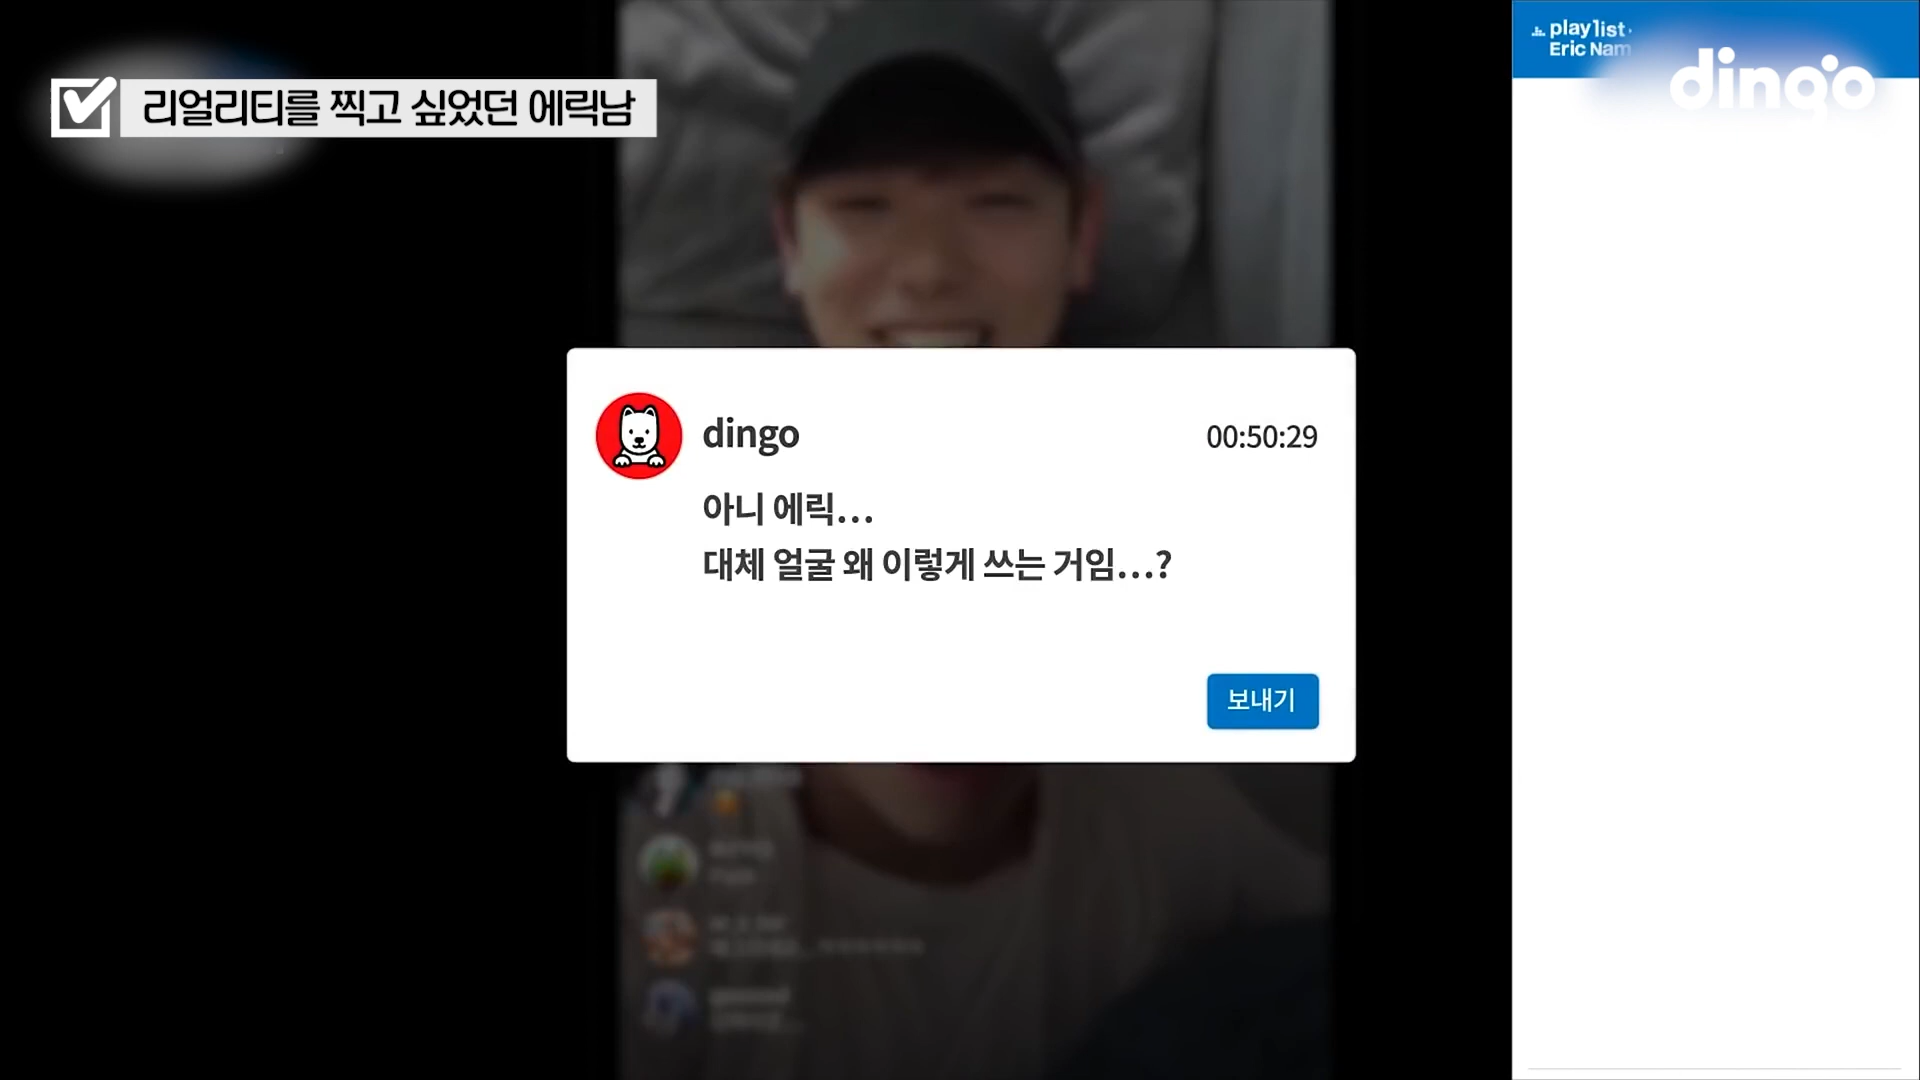 리얼리티를 찍고 싶었던 에릭남
playlist
Eric Nam
dingo
dingo
00:50:29
아니 에릭...
대체 얼굴 왜 이렇게 쓰는 거임...?
보내기